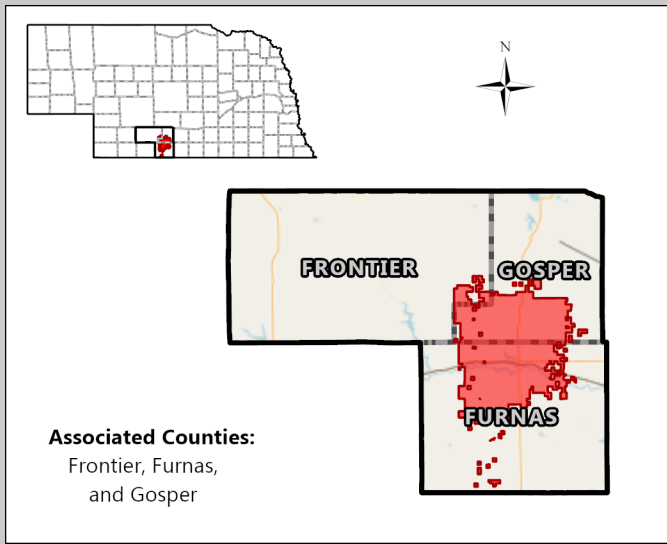 N
FRONTIER
GOSPER
FURNAS
Associated Counties:
Frontier, Furnas,
and Gosper